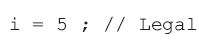 i = 5 ; // Legal